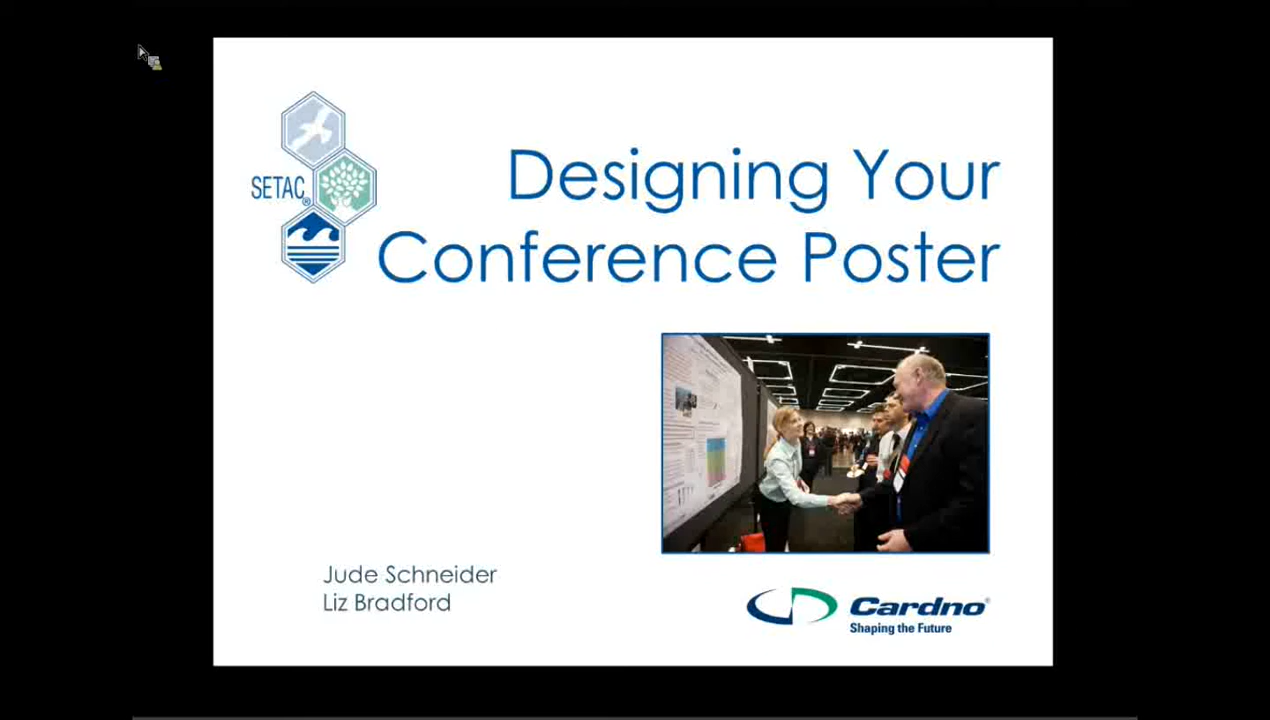 SETAC®
Designing Your
Conference Poster
Jude Schneider
Liz Bradford
Cardno®
Shaping the Future